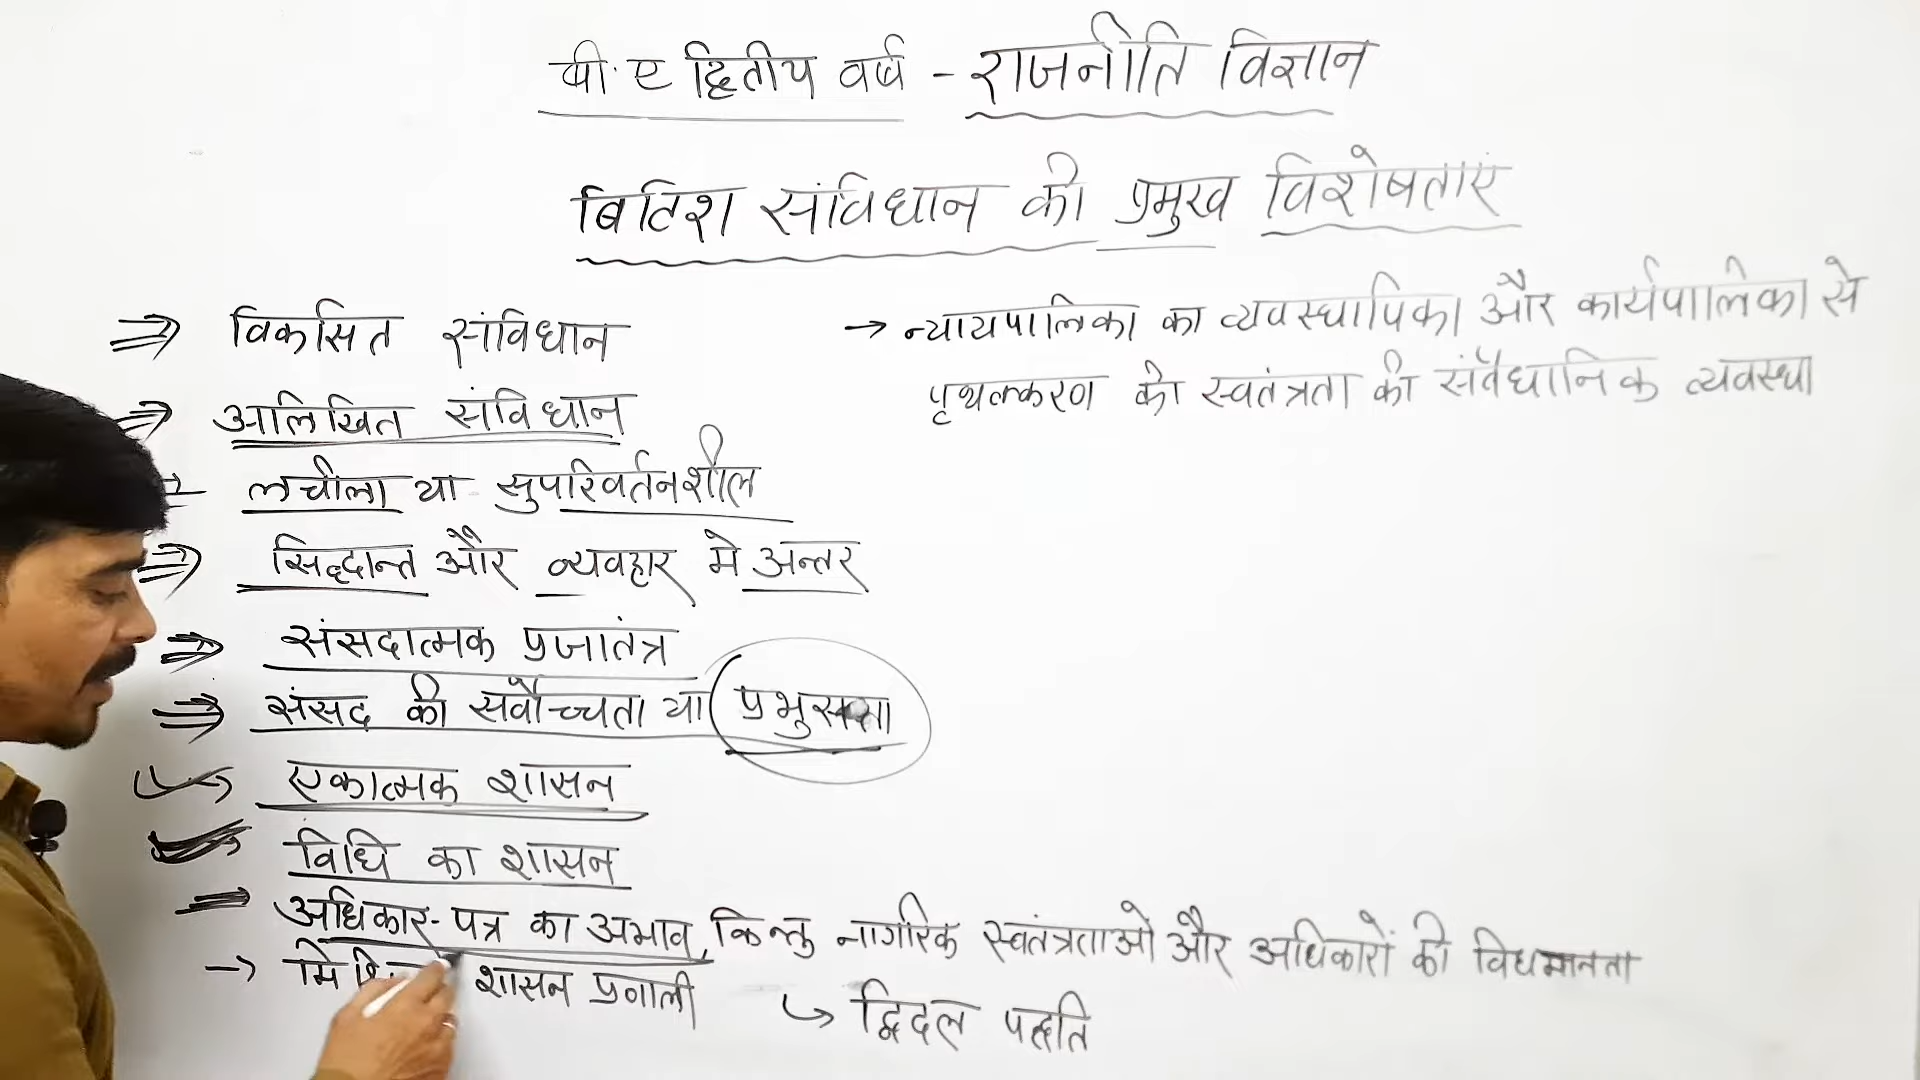 बी. ए द्वितीय वर्ष - राजनीति विज्ञान
ब्रिटिश संविधान की प्रमुख विशेषताएं
⇒ विकसित संविधान
⇒ अलिखित संविधान
लचीला या सुपरिवर्तनशील
⇒ सिद्धान्त और व्यवहार मे अन्तर
⇒ संसदात्मक प्रजातंत्र
⇒ संसद की सर्वोच्चता या प्रभुसत्ता
एकात्मक शासन
विधि का शासन
अधिकार-पत्र का अभाव, किन्तु नागरिक स्वतंत्रताओ और अधिकारों की विधमानता
→ शासन प्रणाली
↳ द्विदल पद्धति
→ न्यायपालिका का व्यवस्थापिका और कार्यपालिका से
पृथक्करण की स्वतंत्रता की संवैधानिक व्यवस्था